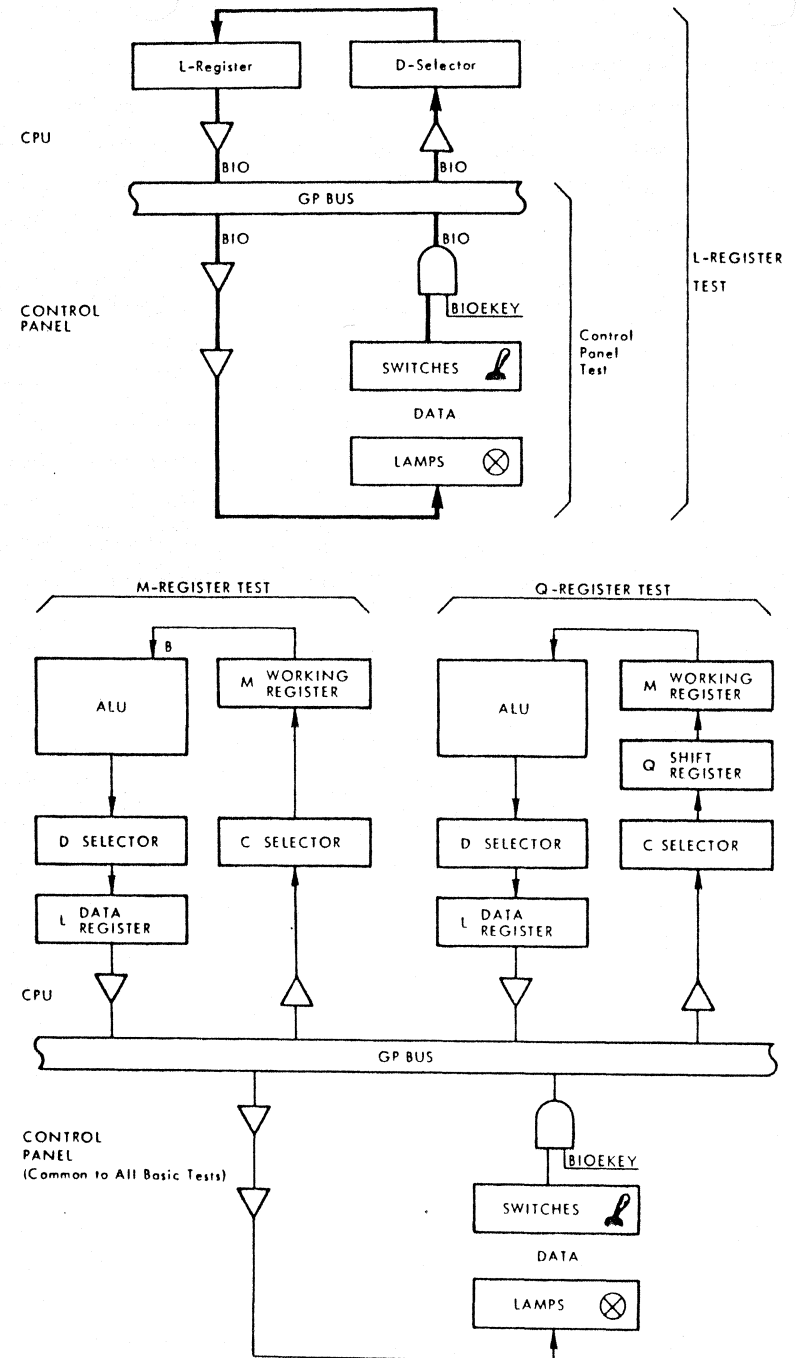 L-Register
D-Selector
CPU
BIO
BIO
GP BUS
BIO
BIO
L-REGISTER
TEST
BIOEKEY
CONTROL
PANEL
Control
Panel
Test
SWITCHES
DATA
LAMPS
M-REGISTER TEST
Q-REGISTER TEST
B
ALU
M WORKING
REGISTER
ALU
M WORKING
REGISTER
Q SHIFT
REGISTER
D SELECTOR
C SELECTOR
D SELECTOR
C SELECTOR
L DATA
REGISTER
L DATA
REGISTER
CPU
GP BUS
CONTROL
PANEL
(Common to All Basic Tests)
BIOEKEY
SWITCHES
DATA
LAMPS